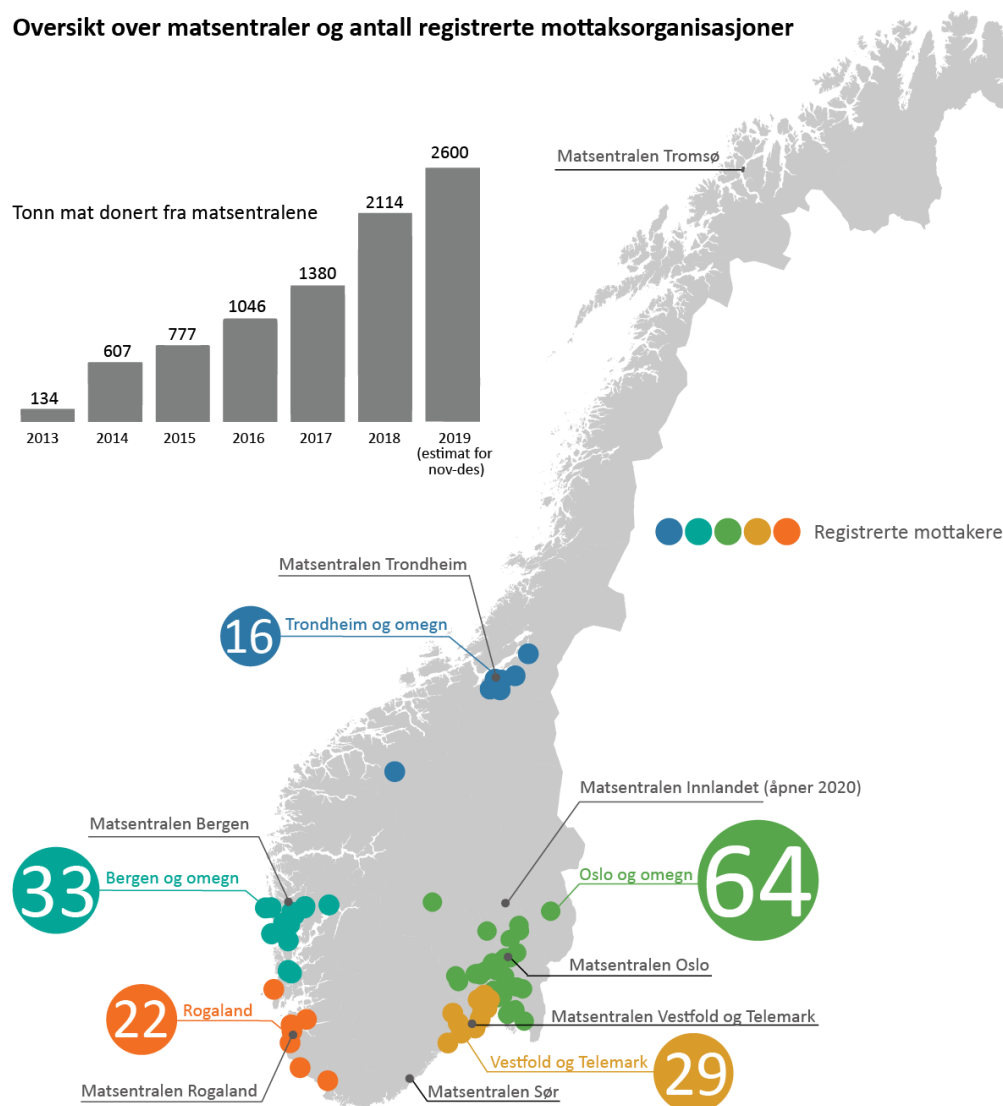 Oversikt over matsentraler og antall registrerte mottaksorganisasjoner
Tonn mat donert fra matsentralene
134
607
777
1046
1380
2114
2600
2013
2014
2015
2016
2017
2018
2019
(estimat for
nov-des)
Matsentralen Tromsø
Registrerte mottakere
Matsentralen Trondheim
16
Trondheim og omegn
Matsentralen Innlandet (åpner 2020)
Matsentralen Bergen
33
Bergen og omegn
Oslo og omegn
64
Matsentralen Oslo
22
Rogaland
Matsentralen Vestfold og Telemark
Vestfold og Telemark
29
Matsentralen Rogaland
Matsentralen Sør